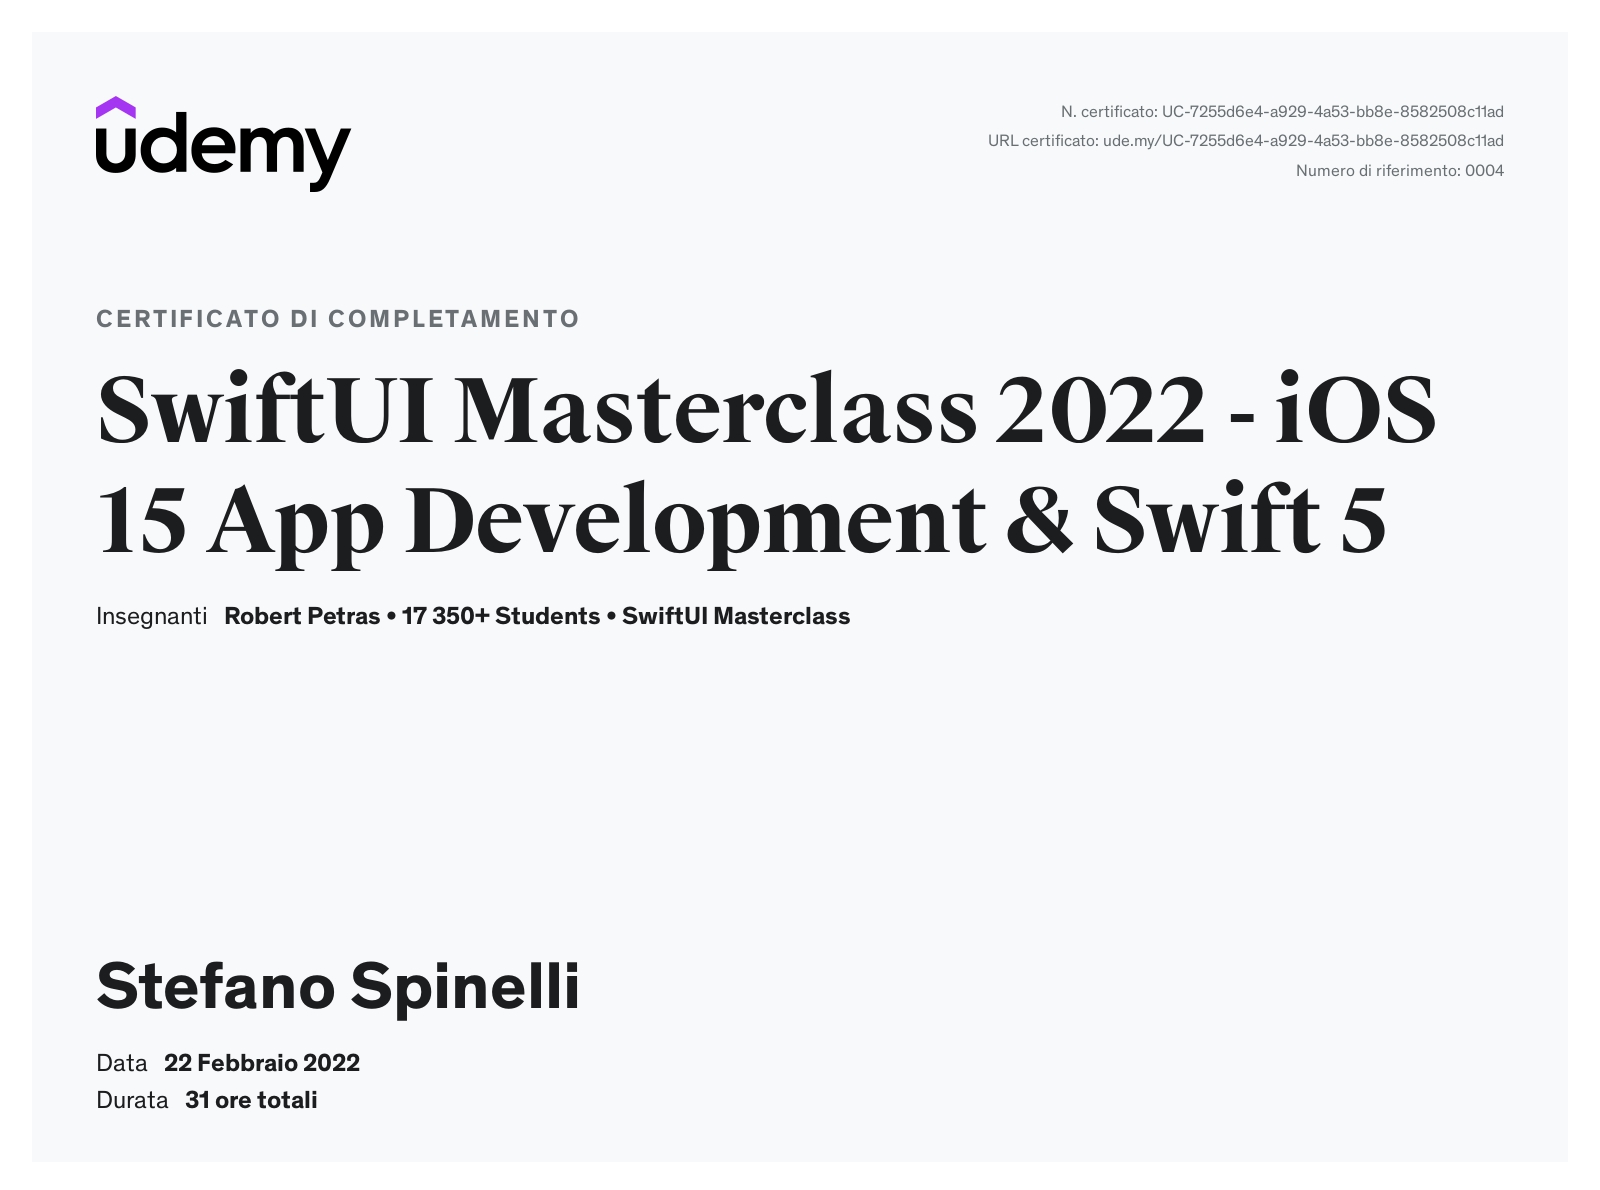 udemy
N. certificato: UC-7255d6e4-a929-4a53-bb8e-8582508c11ad
URL certificato: ude.my/UC-7255d6e4-a929-4a53-bb8e-8582508c11ad
Numero di riferimento: 0004
CERTIFICATO DI COMPLETAMENTO
SwiftUI Masterclass 2022 - iOS
15 App Development & Swift 5
Insegnanti Robert Petras • 17 350+ Students • SwiftUI Masterclass
Stefano Spinelli
Data 22 Febbraio 2022
Durata 31 ore totali